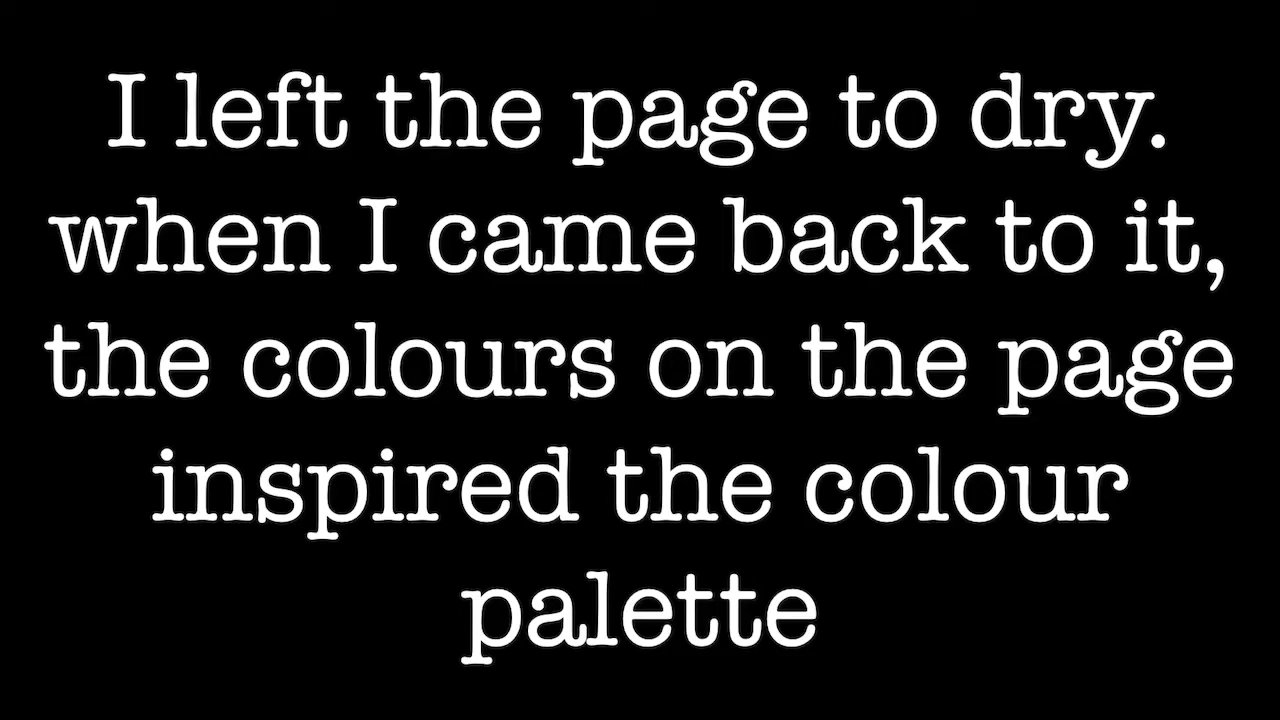 I left the page to dry.
when I came back to it,
the colours on the page
inspired the colour
palette